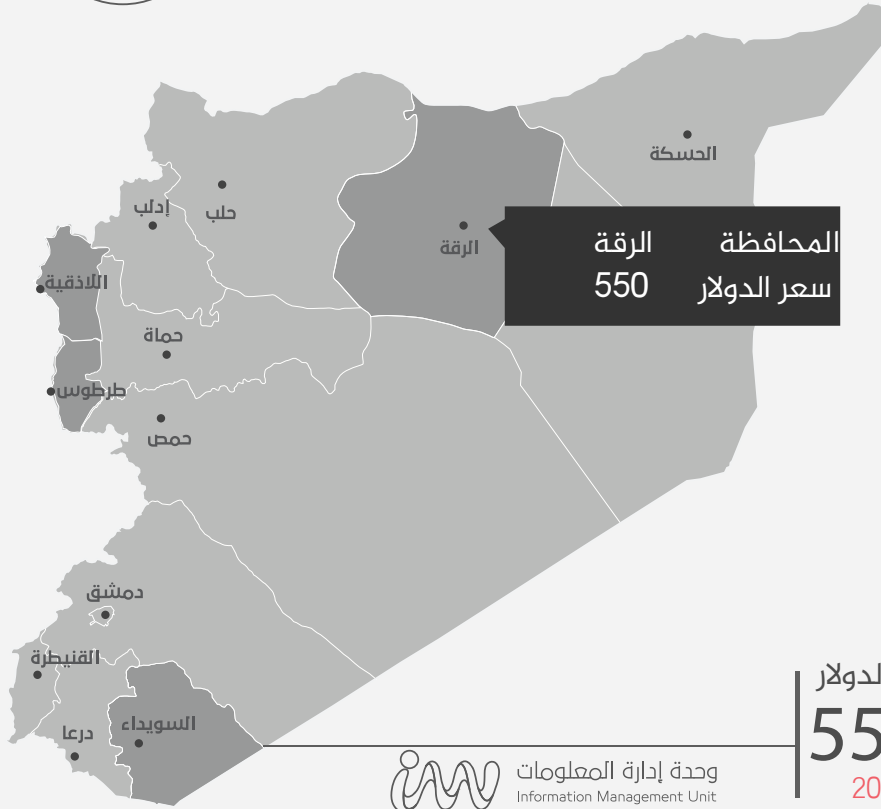 الحسكة
حلب
إدلب
الرقة
المحافظة الرقة
سعر الدولار 550
اللاذقية
حماة
طرطوس
حمص
دمشق
القنيطرة
السويداء
درعا
وحدة إدارة المعلومات
Information Management Unit